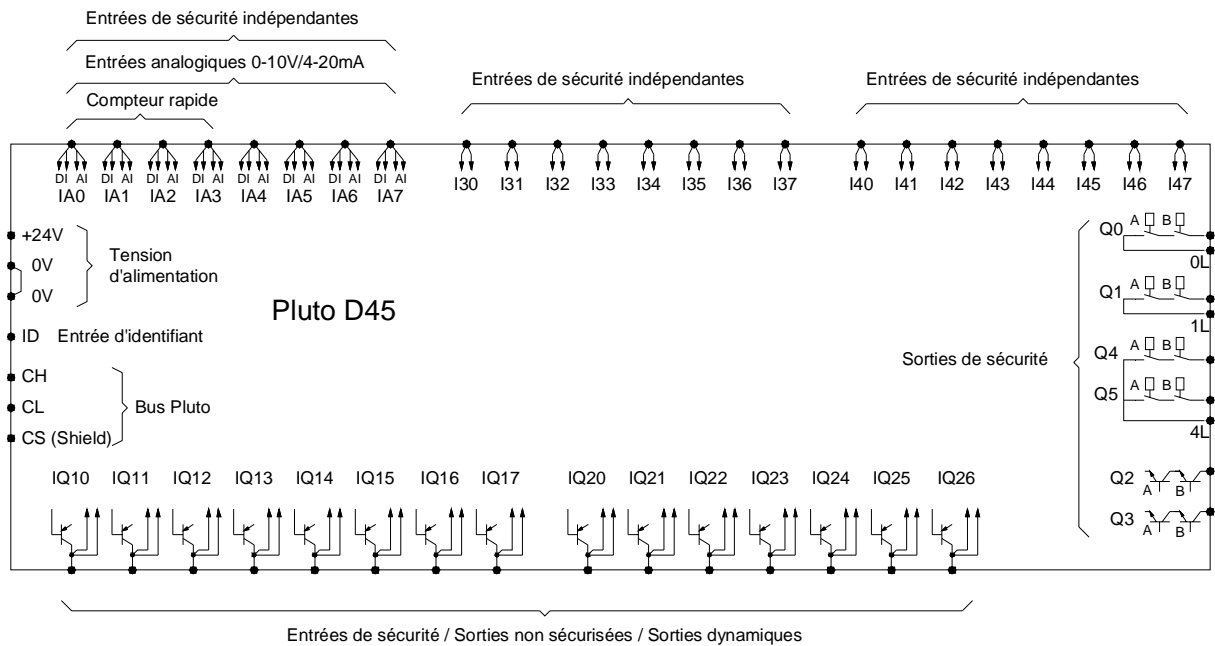 Entrées de sécurité indépendantes
Entrées analogiques 0-10V/4-20mA
Compteur rapide
Entrées de sécurité indépendantes
Entrées de sécurité indépendantes
DI AI DI AI DI AI DI AI DI AI DI AI DI AI DI AI
IA0 IA1 IA2 IA3 IA4 IA5 IA6 IA7
I30 I31 I32 I33 I34 I35 I36 I37
I40 I41 I42 I43 I44 I45 I46 I47
+24V
0V
0V
Tension
d'alimentation
ID Entrée d'identifiant
CH
CL
CS (Shield)
Bus Pluto
Pluto D45
Sorties de sécurité
Q0 A B
0L
Q1 A B
1L
Q4 A B
Q5 A B
4L
Q2 A B
Q3 A B
IQ10 IQ11 IQ12 IQ13 IQ14 IQ15 IQ16 IQ17 IQ20 IQ21 IQ22 IQ23 IQ24 IQ25 IQ26
Entrées de sécurité / Sorties non sécurisées / Sorties dynamiques